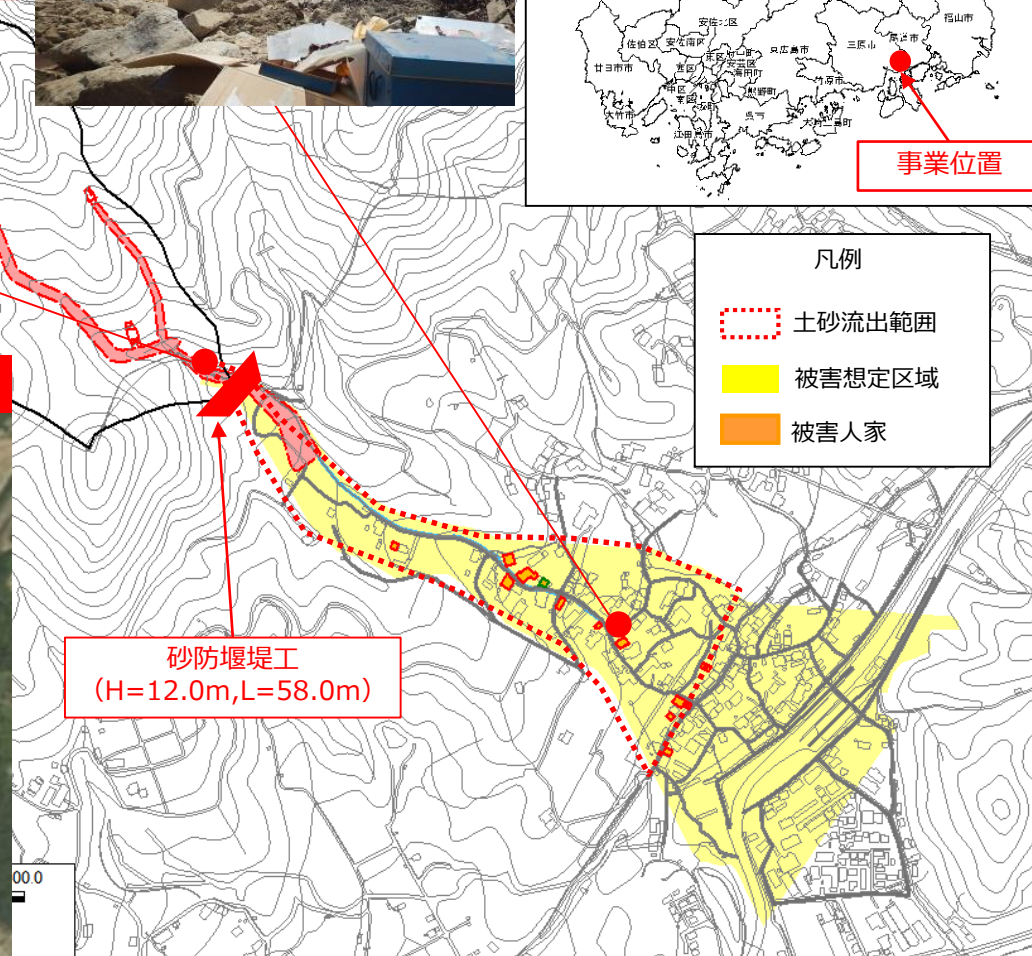 安佐北区
福山市
佐伯区
安佐南区
東広島市
三原市
尾道市
廿日市市
西区
東区
府中町
安芸区
海田町
中区
南区
坂町
熊野町
竹原市
大竹市
江田島市
呉市
大崎上島町
事業位置
凡例
土砂流出範囲
被害想定区域
被害人家
砂防堰堤工
(H=12.0m,L=58.0m)
00.0